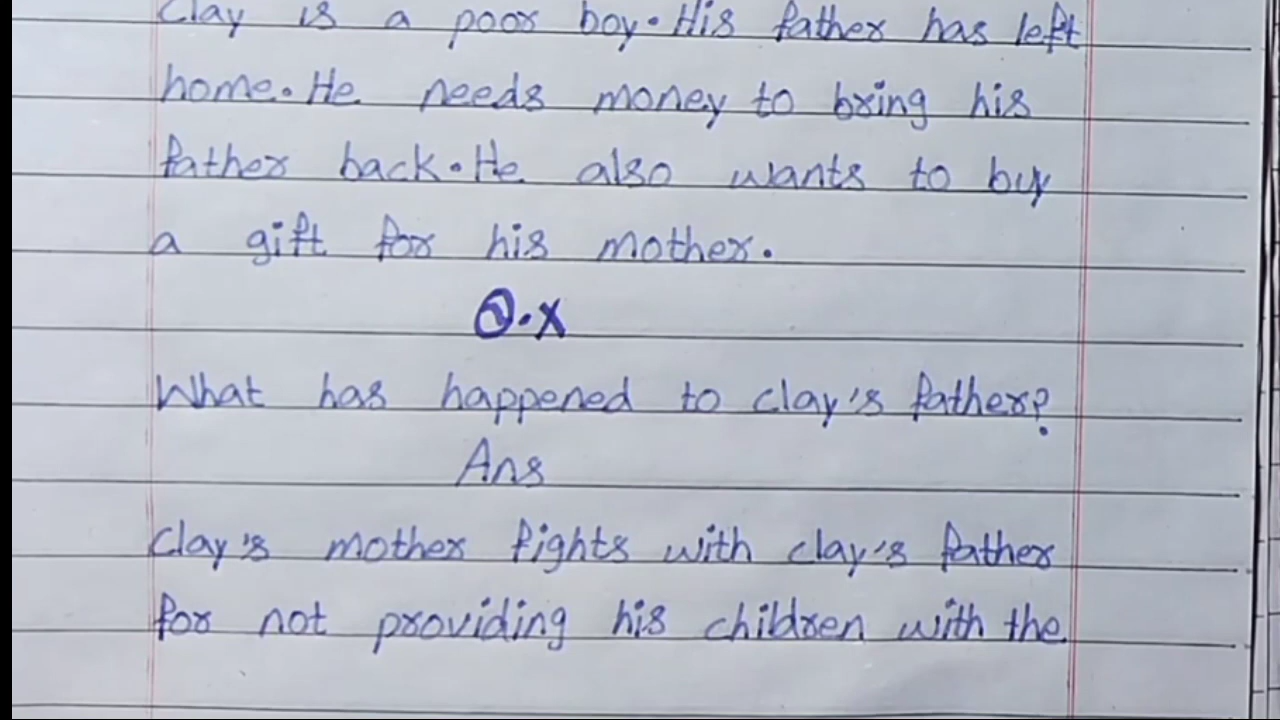 Clay is a poor boy. His father has left
home. He needs money to bring his
father back. He also wants to buy
a gift for his mother.
Q.X
What has happened to clay's father?
Ans
Clay's mother fights with clay's father
for not providing his children with the